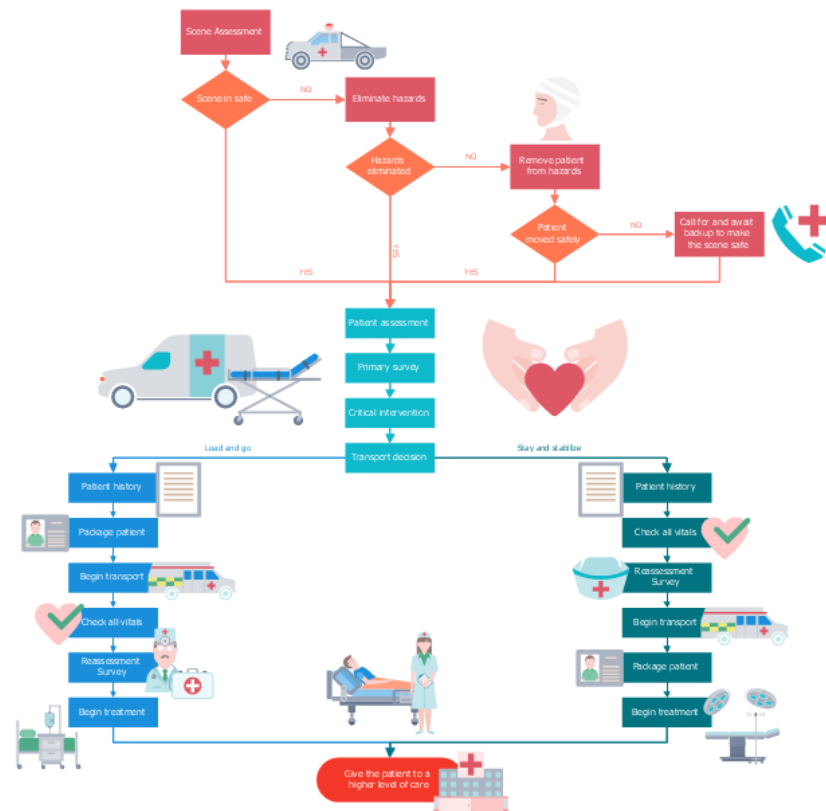 Scene Assessment
Scene in safe
NO
Eliminate hazards
Hazards
eliminated
NO
Remove patient
from hazards
Patient
moved safely
NO
Call for and await
backup to make
the scene safe
YES
YES
YES
Patient assessment
Primary survey
Critical intervention
Transport decision
Load and go
Stay and stabilize
Patient history
Package patient
Begin transport
Check all vitals
Reassessment
Survey
Begin treatment
Patient history
Check all vitals
Reassessment
Survey
Begin transport
Package patient
Begin treatment
Give the patient to a
higher level of care